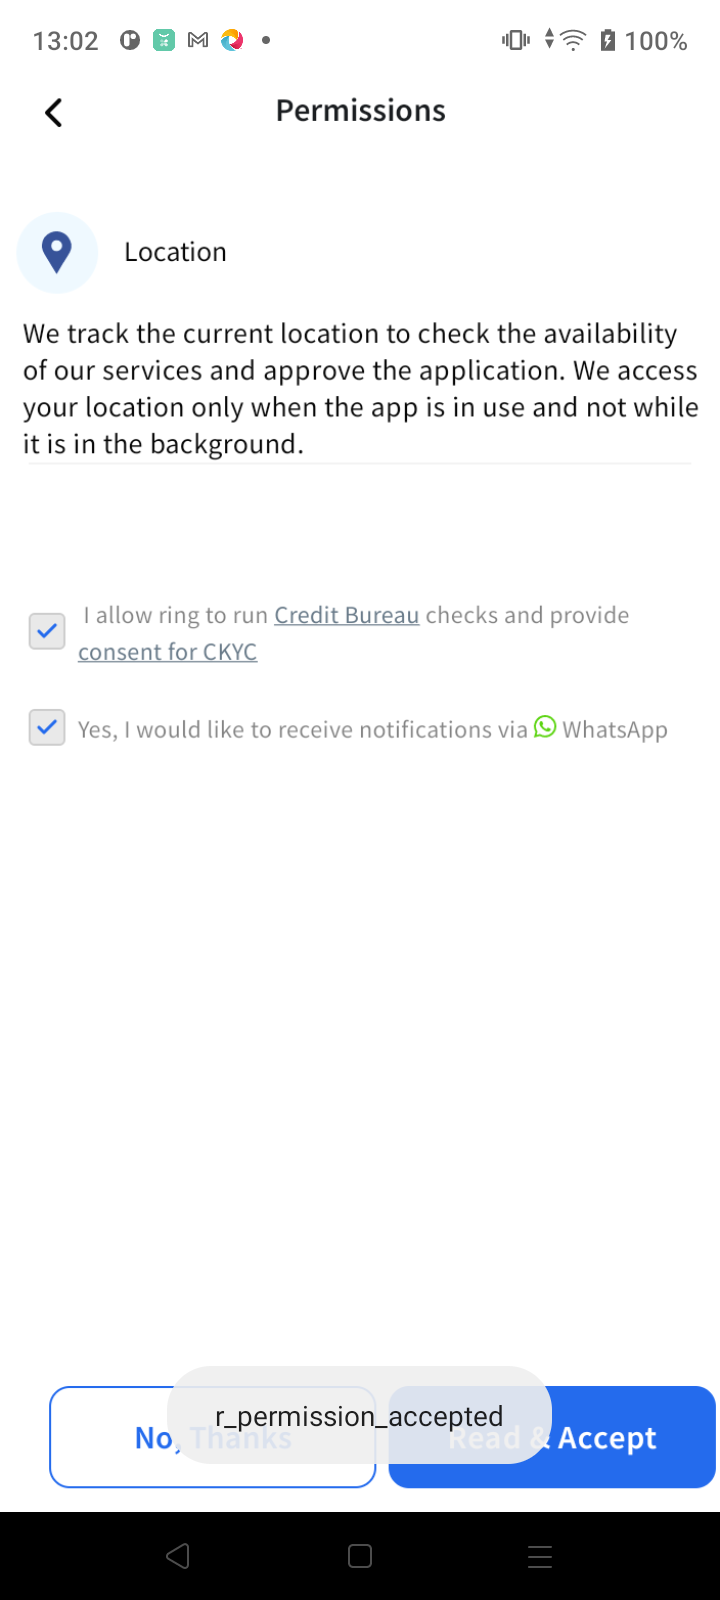 13:02
100%
Permissions
Location
We track the current location to check the availability
of our services and approve the application. We access
your location only when the app is in use and not while
it is in the background.
I allow ring to run Credit Bureau checks and provide
consent for CKYC
Yes, I would like to receive notifications via WhatsApp
r_permission_accepted
No, Thanks
Read & Accept